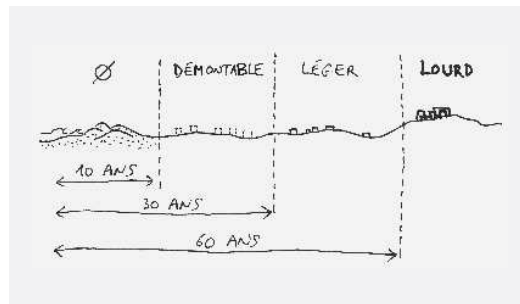 Ø DÉMONTABLE LÉGER LOURD
10 ANS
30 ANS
60 ANS